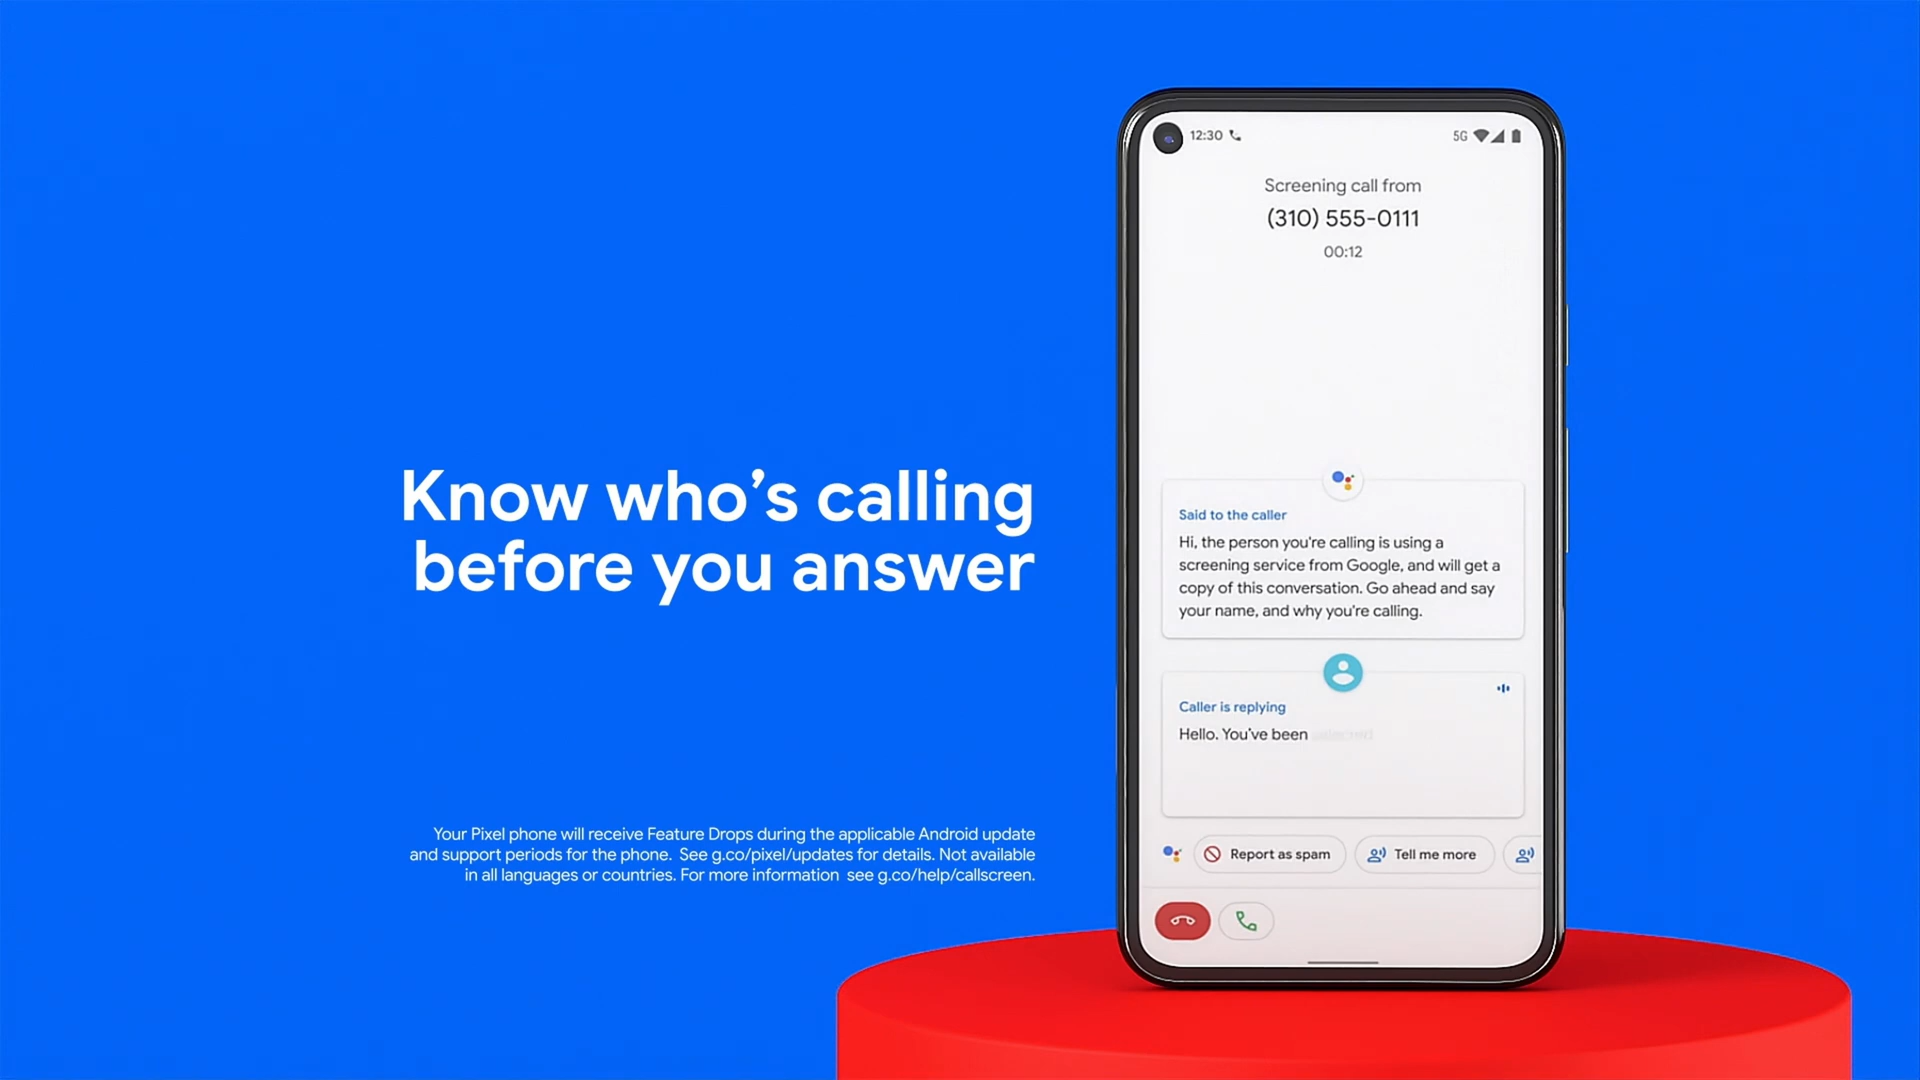 Know who's calling
before you answer
Your Pixel phone will receive Feature Drops during the applicable Android update
and support periods for the phone. See g.co/pixel/updates for details. Not available
in all languages or countries. For more information see g.co/help/callscreen.
12:30
5G
Screening call from
(310) 555-0111
00:12
Said to the caller
Hi, the person you're calling is using a
screening service from Google, and will get a
copy of this conversation. Go ahead and say
your name, and why you're calling.
Caller is replying
Hello. You've been selected
Report as spam
Tell me more